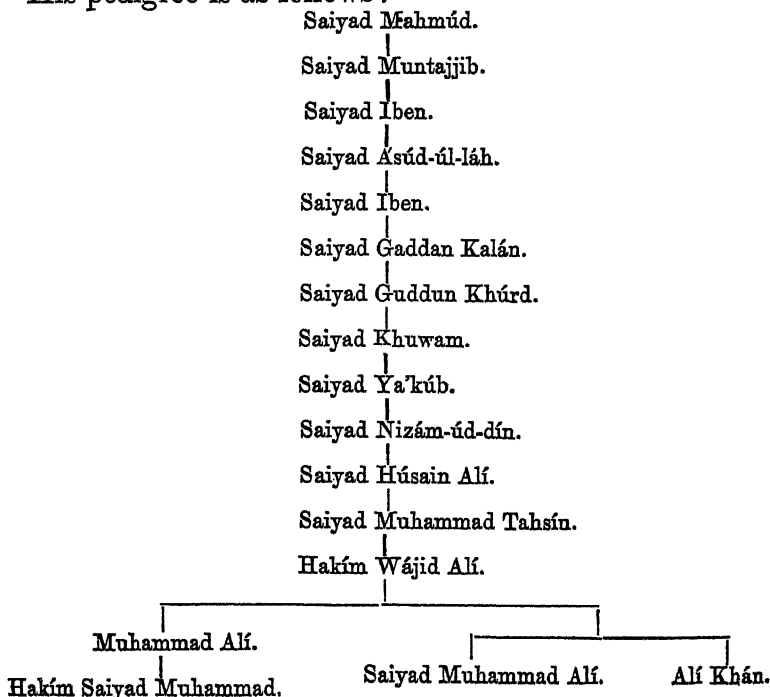 His pedigree is as follows:
Saiyad Mahmúd.
Saiyad Muntajjib.
Saiyad Iben.
Saiyad Asúd-úl-láh.
Saiyad Iben.
Saiyad Gaddan Kalán.
Saiyad Guddun Khúrd.
Saiyad Khuwam.
Saiyad Ya'kúb.
Saiyad Nizám-úd-dín.
Saiyad Húsain Alí.
Saiyad Muhammad Tahsín.
Hakím Wájid Alí.
Muhammad Alí.
Saiyad Muhammad Alí. Alí Khán.
Hakím Saiyad Muhammad.